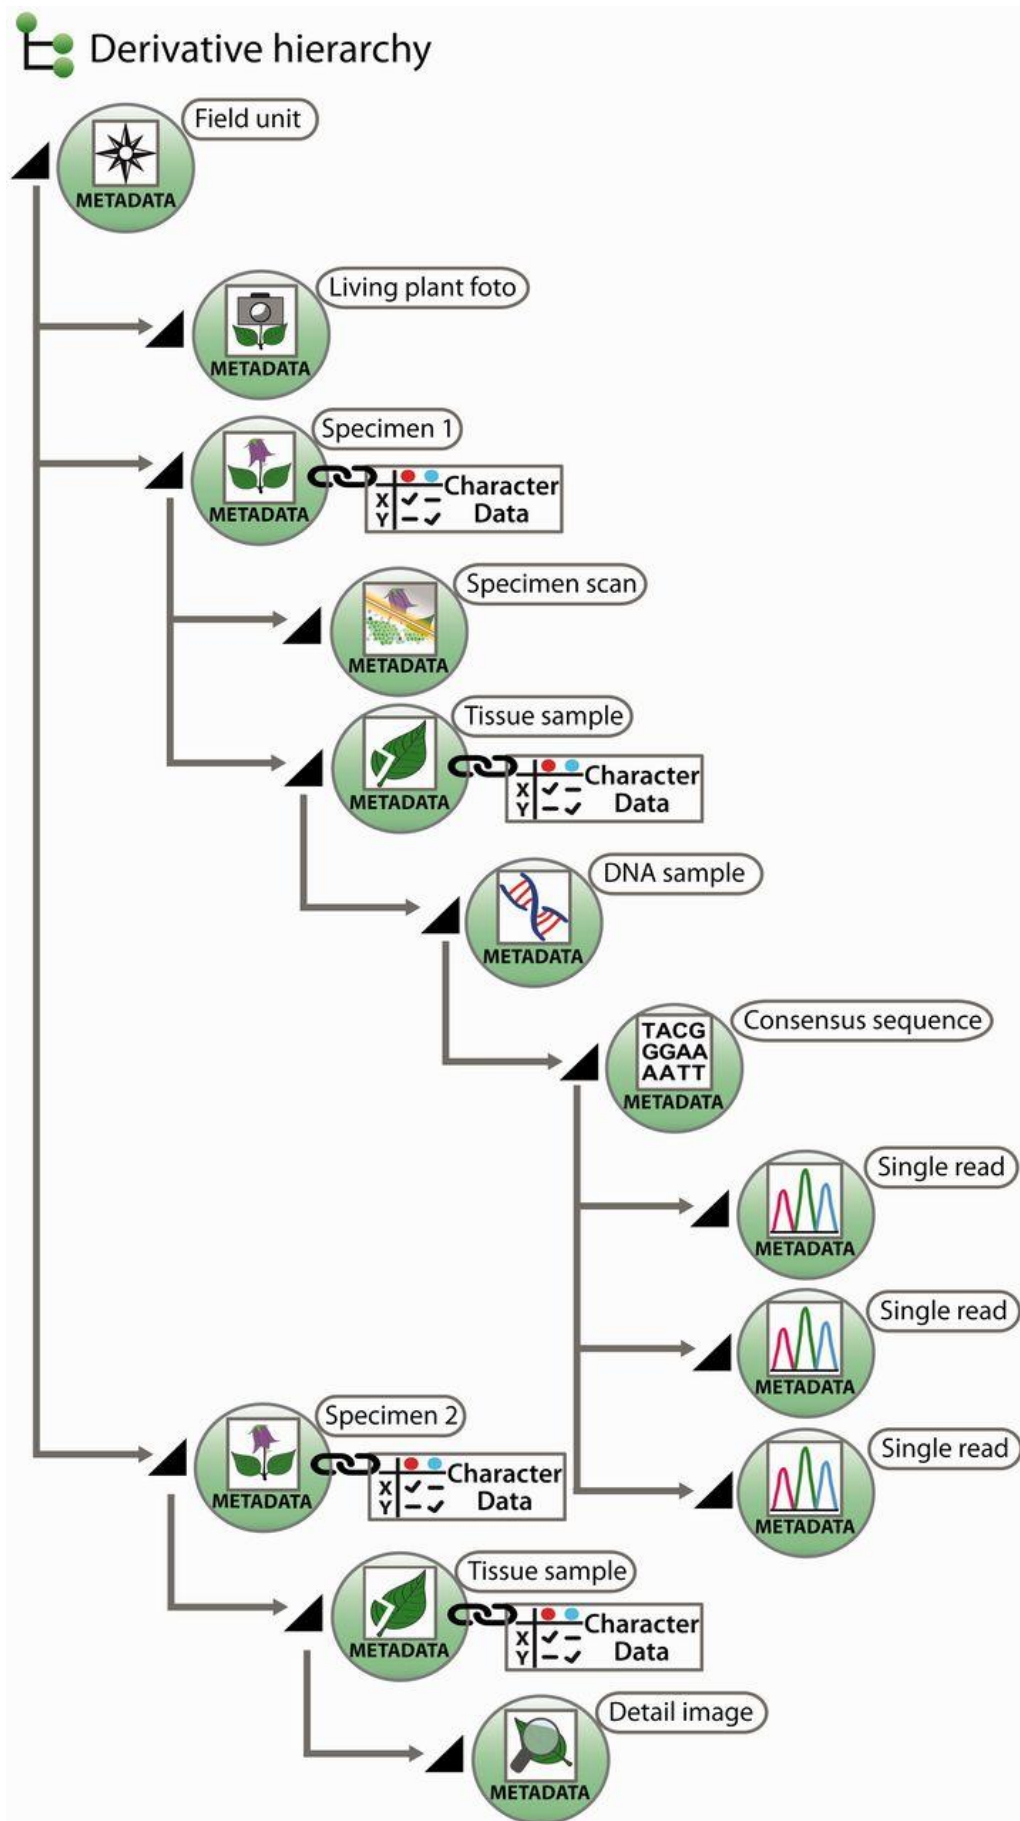 Derivative hierarchy
Field unit
METADATA
Living plant foto
METADATA
Specimen 1
METADATA
X
Y
Character
Data
Specimen scan
METADATA
Tissue sample
METADATA
X
Y
Character
Data
DNA sample
METADATA
Consensus sequence
TACG
GGAA
AATT
METADATA
Single read
METADATA
Single read
METADATA
Single read
METADATA
Specimen 2
METADATA
X
Y
Character
Data
Tissue sample
METADATA
X
Y
Character
Data
Detail image
METADATA